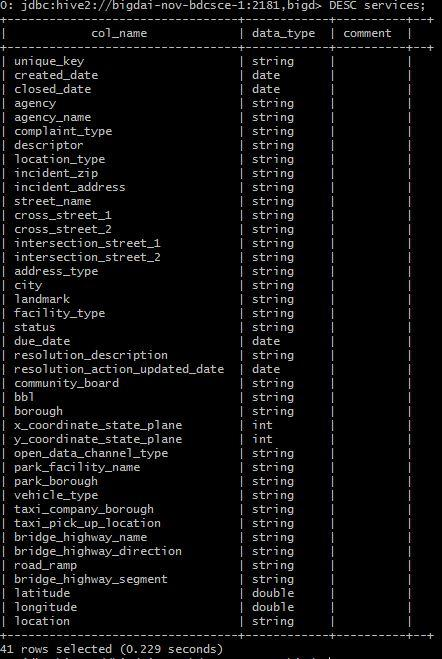 0: jdbc:hive2://bigdai-nov-bdcsce-1:2181,bigd> DESC services;
+--------------------------------+------------+----------+--+
| col_name | data_type | comment |
+--------------------------------+------------+----------+--+
| unique_key | string | |
| created_date | date | |
| closed_date | date | |
| agency | string | |
| agency_name | string | |
| complaint_type | string | |
| descriptor | string | |
| location_type | string | |
| incident_zip | string | |
| incident_address | string | |
| street_name | string | |
| cross_street_1 | string | |
| cross_street_2 | string | |
| intersection_street_1 | string | |
| intersection_street_2 | string | |
| address_type | string | |
| city | string | |
| landmark | string | |
| facility_type | string | |
| status | string | |
| due_date | date | |
| resolution_description | string | |
| resolution_action_updated_date | date | |
| community_board | string | |
| bbl | string | |
| borough | string | |
| x_coordinate_state_plane | int | |
| y_coordinate_state_plane | int | |
| open_data_channel_type | string | |
| park_facility_name | string | |
| park_borough | string | |
| vehicle_type | string | |
| taxi_company_borough | string | |
| taxi_pick_up_location | string | |
| bridge_highway_name | string | |
| bridge_highway_direction | string | |
| road_ramp | string | |
| bridge_highway_segment | string | |
| latitude | double | |
| longitude | double | |
| location | string | |
+--------------------------------+------------+----------+--+
41 rows selected (0.229 seconds)